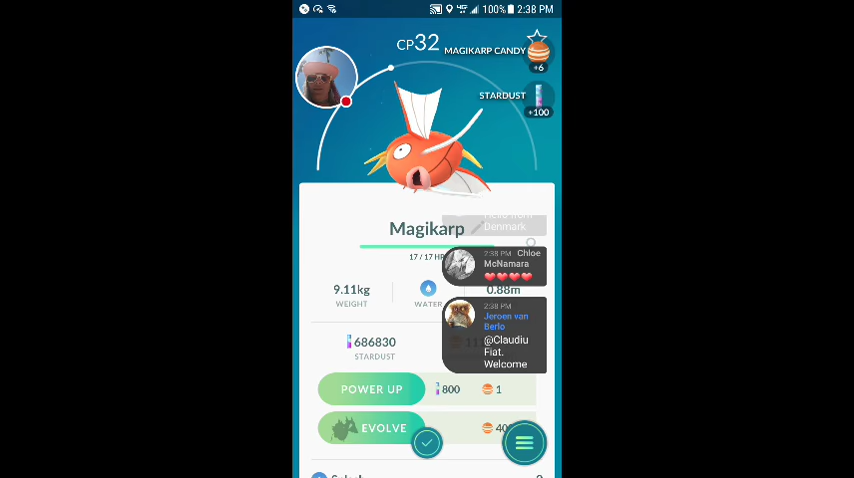 100% 2:38 PM
CP32
MAGIKARP CANDY
+6
STARDUST
+100
Magikarp
Denmark
17 / 17 HP
2:38 PM Chloe
McNamara
❤❤❤❤
9.11kg
WEIGHT
WATER
0.88m
2:38 PM
Jeroen van
Berlo
@Claudiu
Fiat.
Welcome
686830
STARDUST
POWER UP
800
1
EVOLVE